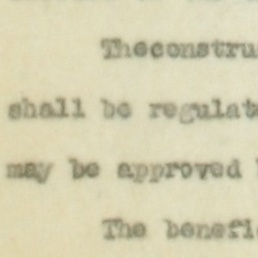 Theconstru
shall be regulat
may be approved
The benefi